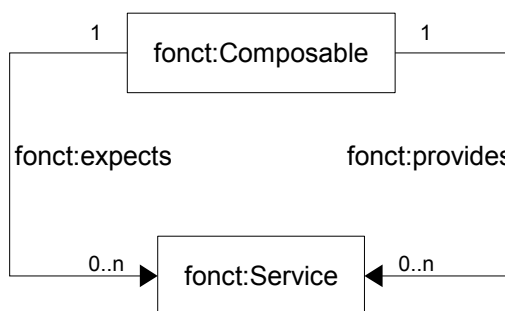 1
fonct:Composable
1
fonct:expects
fonct:provides
0..n
fonct:Service
0..n